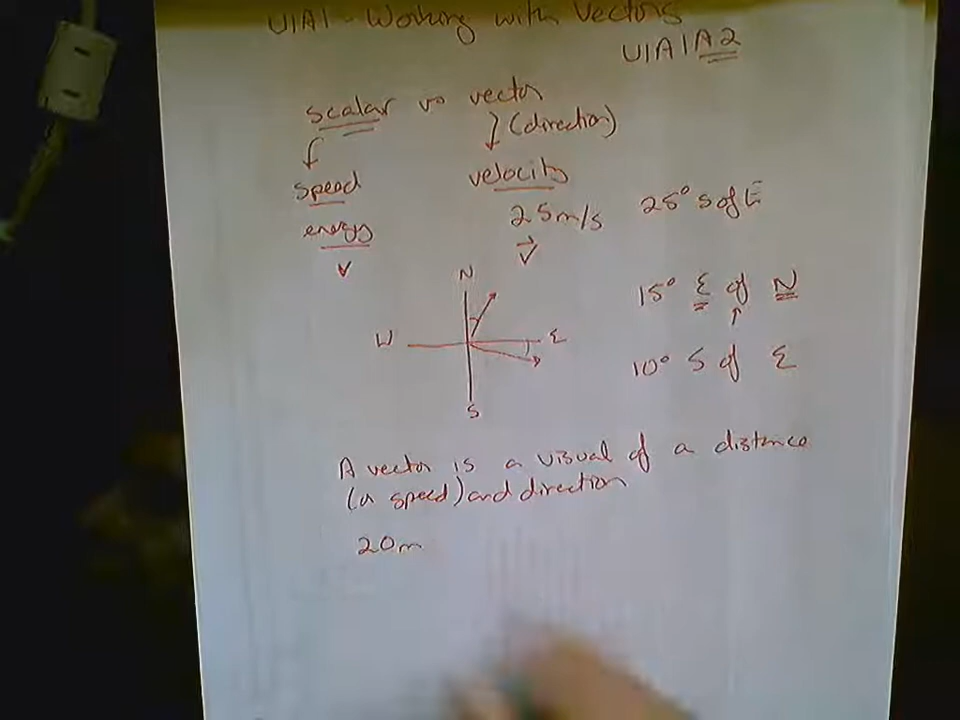 U1A1 - Working with Vectors
U1A1A2
scalar vs vector
(direction)
speed
velocity
energy
25m/s 25° S of E
V
V
N
15° E of N
W
E
10° S of E
S
A vector is a visual of a distance
(a speed) and direction
20m